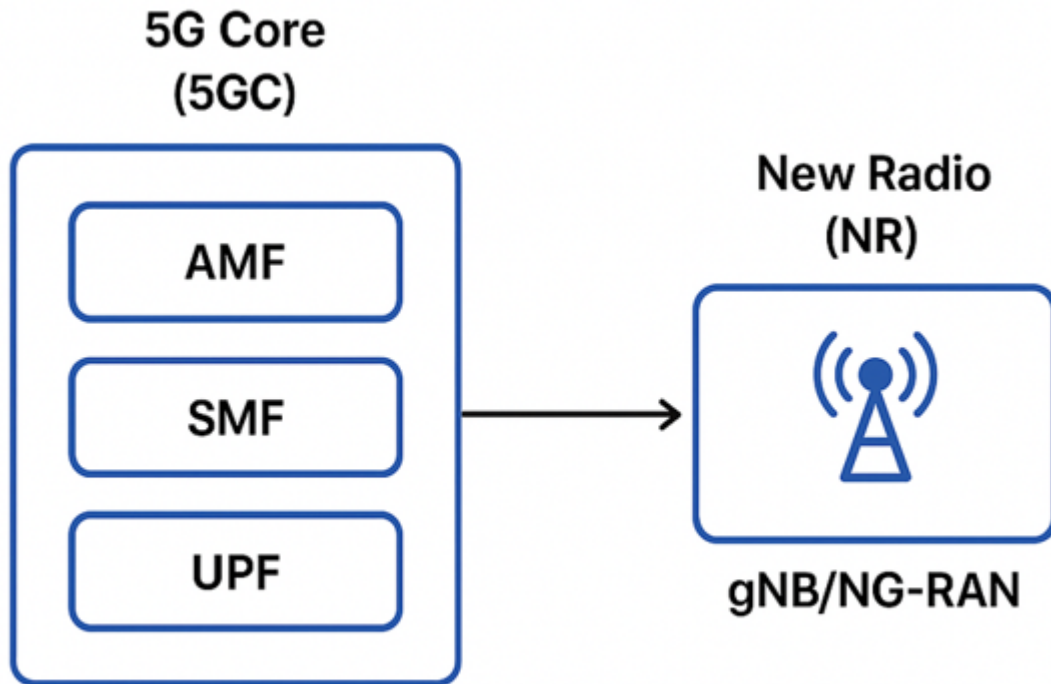 5G Core
(5GC)
AMF
SMF
UPF
New Radio
(NR)
gNB/NG-RAN